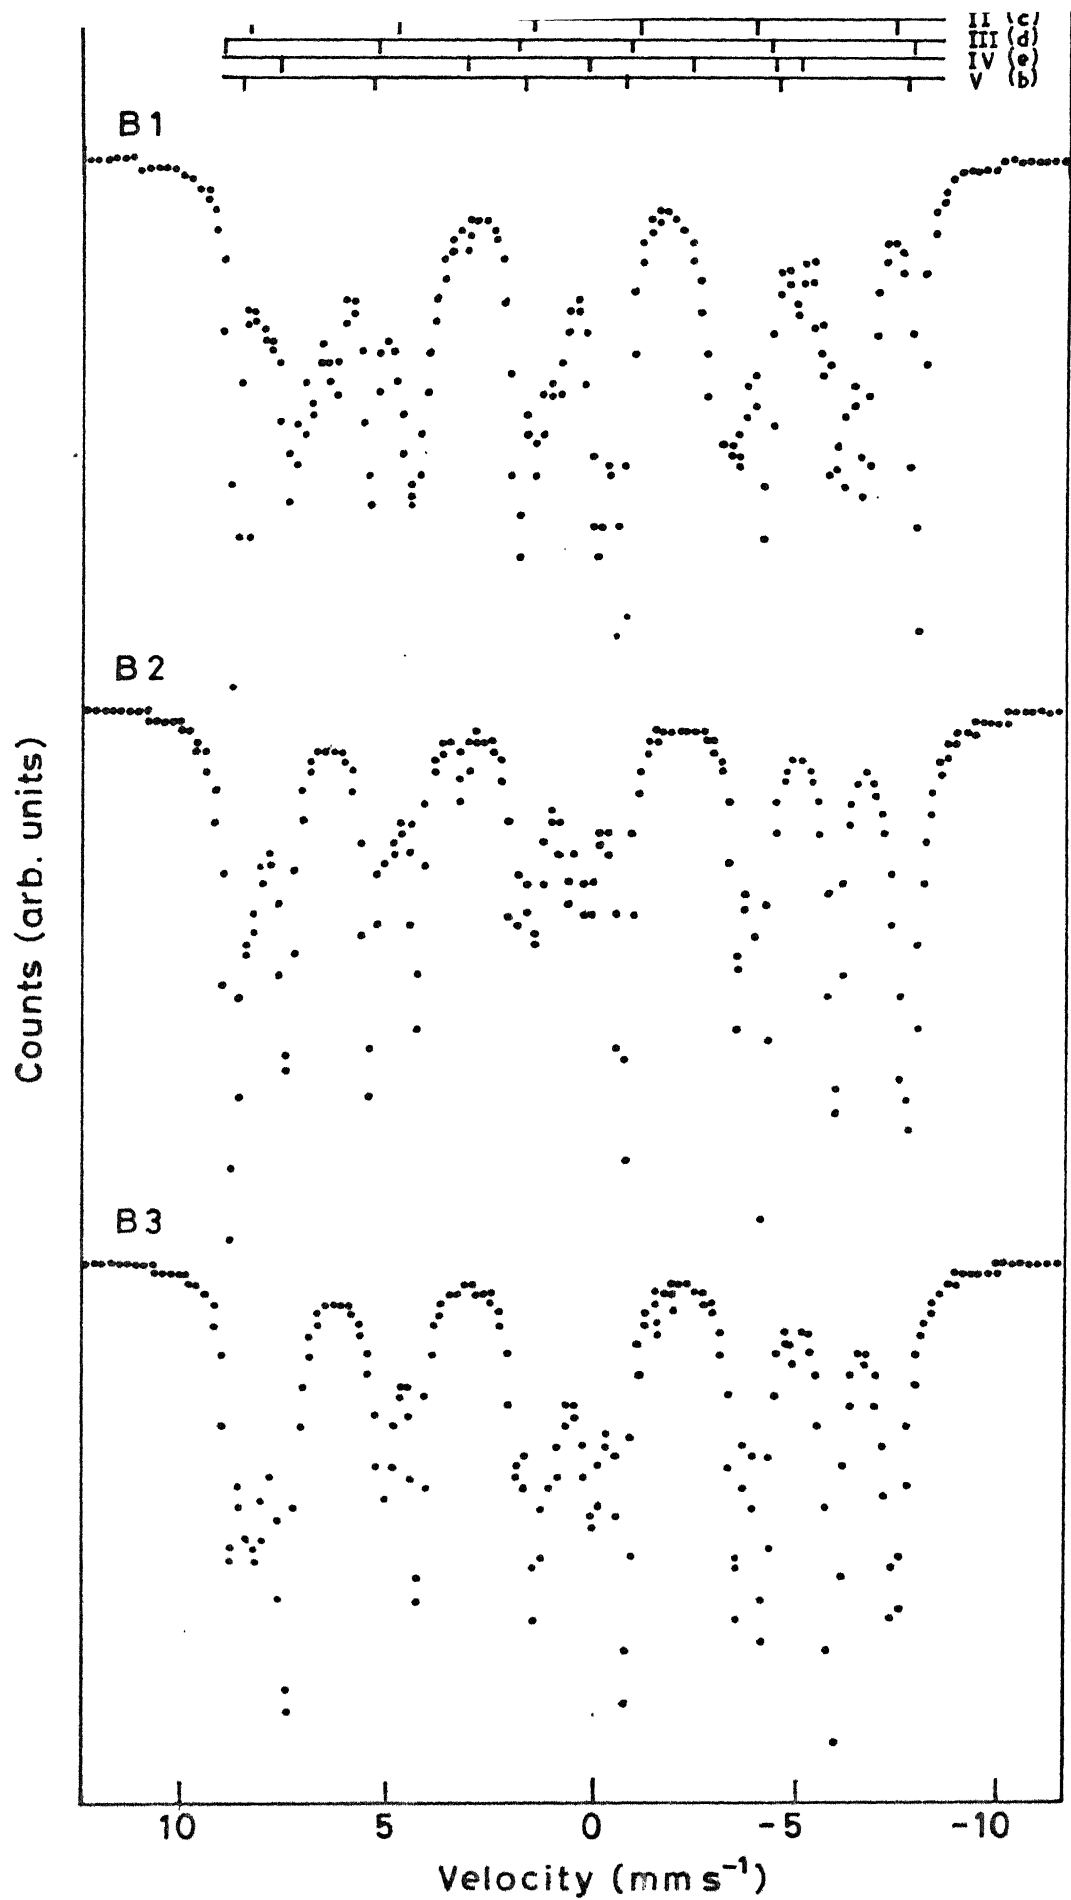 II (c)
III (d)
IV (e)
V (b)
B1
B2
B3
Counts (arb. units)
10 5 0 -5 -10
Velocity (mm s⁻¹)